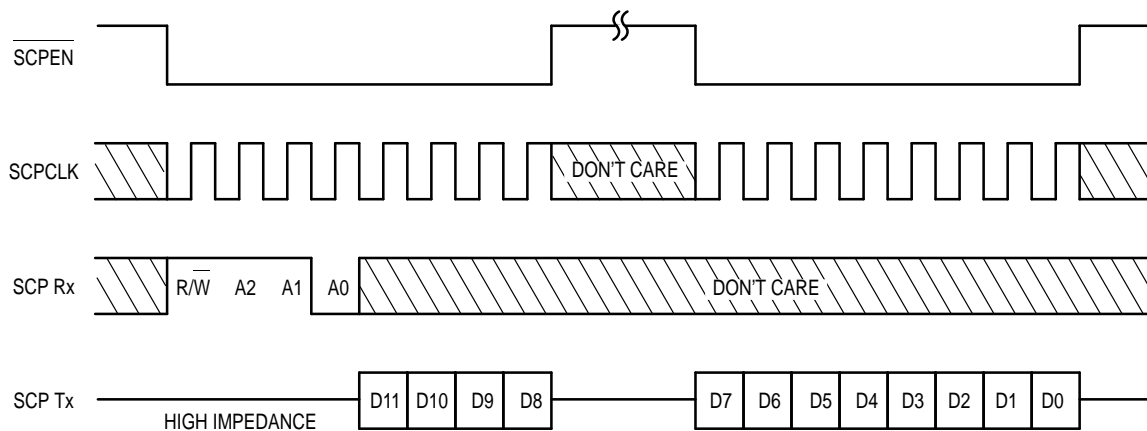 SCPEN
SCPCLK
DON'T CARE
SCP Rx
R/W A2 A1 A0
DON'T CARE
SCP Tx
HIGH IMPEDANCE
D11 D10 D9 D8
D7 D6 D5 D4 D3 D2 D1 D0